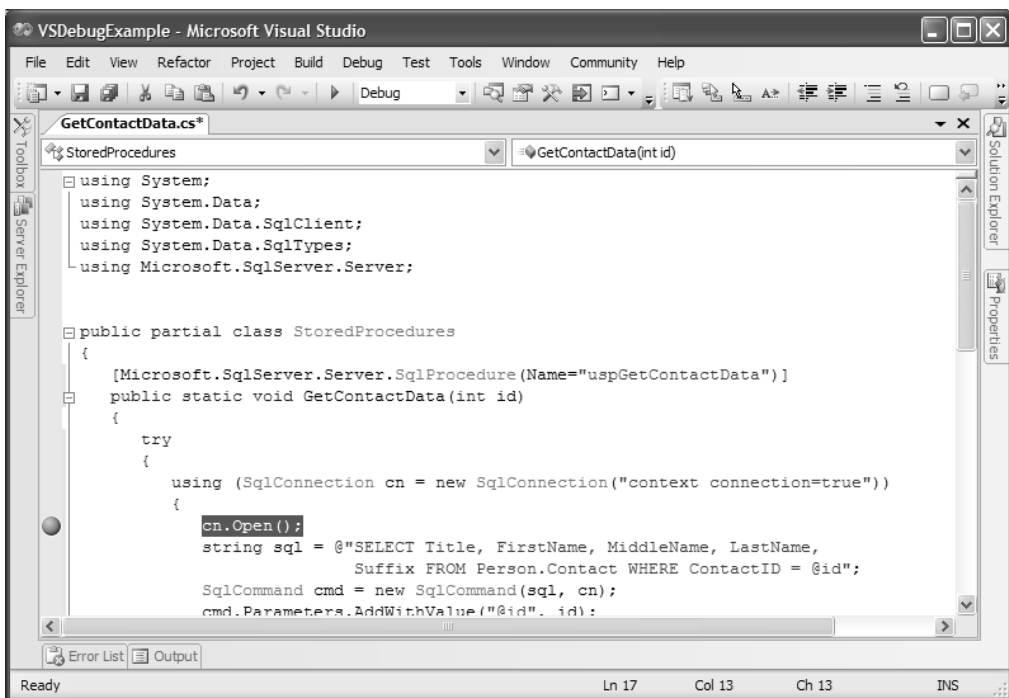 VSDebugExample - Microsoft Visual Studio
File Edit View Refactor Project Build Debug Test Tools Window Community Help
Debug
GetContactData.cs*
StoredProcedures GetContactData(int id)
Toolbox
Server Explorer
using System;
using System.Data;
using System.Data.SqlClient;
using System.Data.SqlTypes;
using Microsoft.SqlServer.Server;
public partial class StoredProcedures
{
[Microsoft.SqlServer.Server.SqlProcedure(Name="uspGetContactData")]
public static void GetContactData(int id)
{
try
{
using (SqlConnection cn = new SqlConnection("context connection=true"))
{
cn.Open();
string sql = @"SELECT Title, FirstName, MiddleName, LastName,
Suffix FROM Person.Contact WHERE ContactID = @id";
SqlCommand cmd = new SqlCommand(sql, cn);
cmd.Parameters.AddWithValue("@id", id);
Solution Explorer
Properties
Error List Output
Ready Ln 17 Col 13 Ch 13 INS